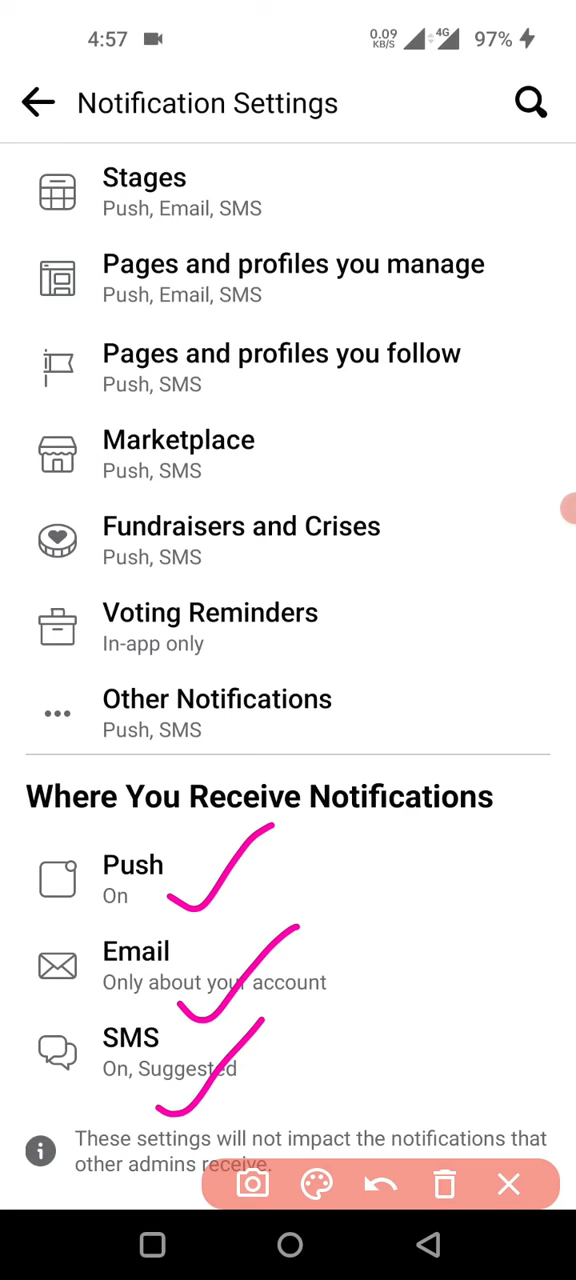 4:57
0.09 KB/S 4G 97%
Notification Settings
Stages
Push, Email, SMS
Pages and profiles you manage
Push, Email, SMS
Pages and profiles you follow
Push, SMS
Marketplace
Push, SMS
Fundraisers and Crises
Push, SMS
Voting Reminders
In-app only
Other Notifications
Push, SMS
Where You Receive Notifications
Push
On
Email
Only about your account
SMS
On, Suggested
These settings will not impact the notifications that
other admins receive.